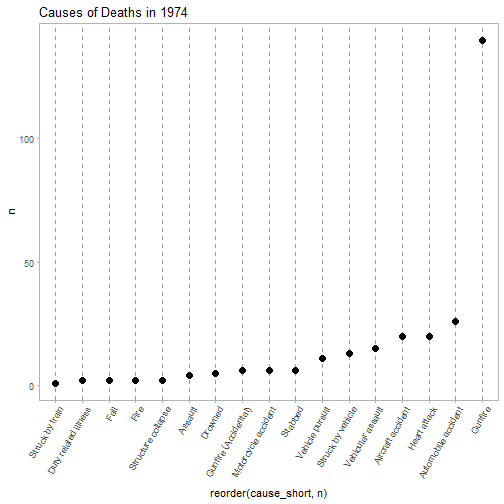 Causes of Deaths in 1974
n
100
50
0
Struck by train
Duty related illness
Fall
Fire
Structure collapse
Assault
Drowned
Gunfire (Accidental)
Motorcycle accident
Stabbed
Vehicle pursuit
Struck by vehicle
Vehicular assault
Aircraft accident
Heart attack
Automobile accident
Gunfire
reorder(cause_short, n)